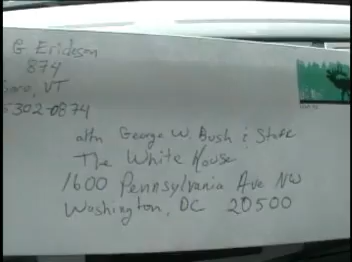 G Erickson
874
boro, VT
5302-0874
attn George W. Bush & Staff
The White House
1600 Pennsylvania Ave NW
Washington, DC 20500